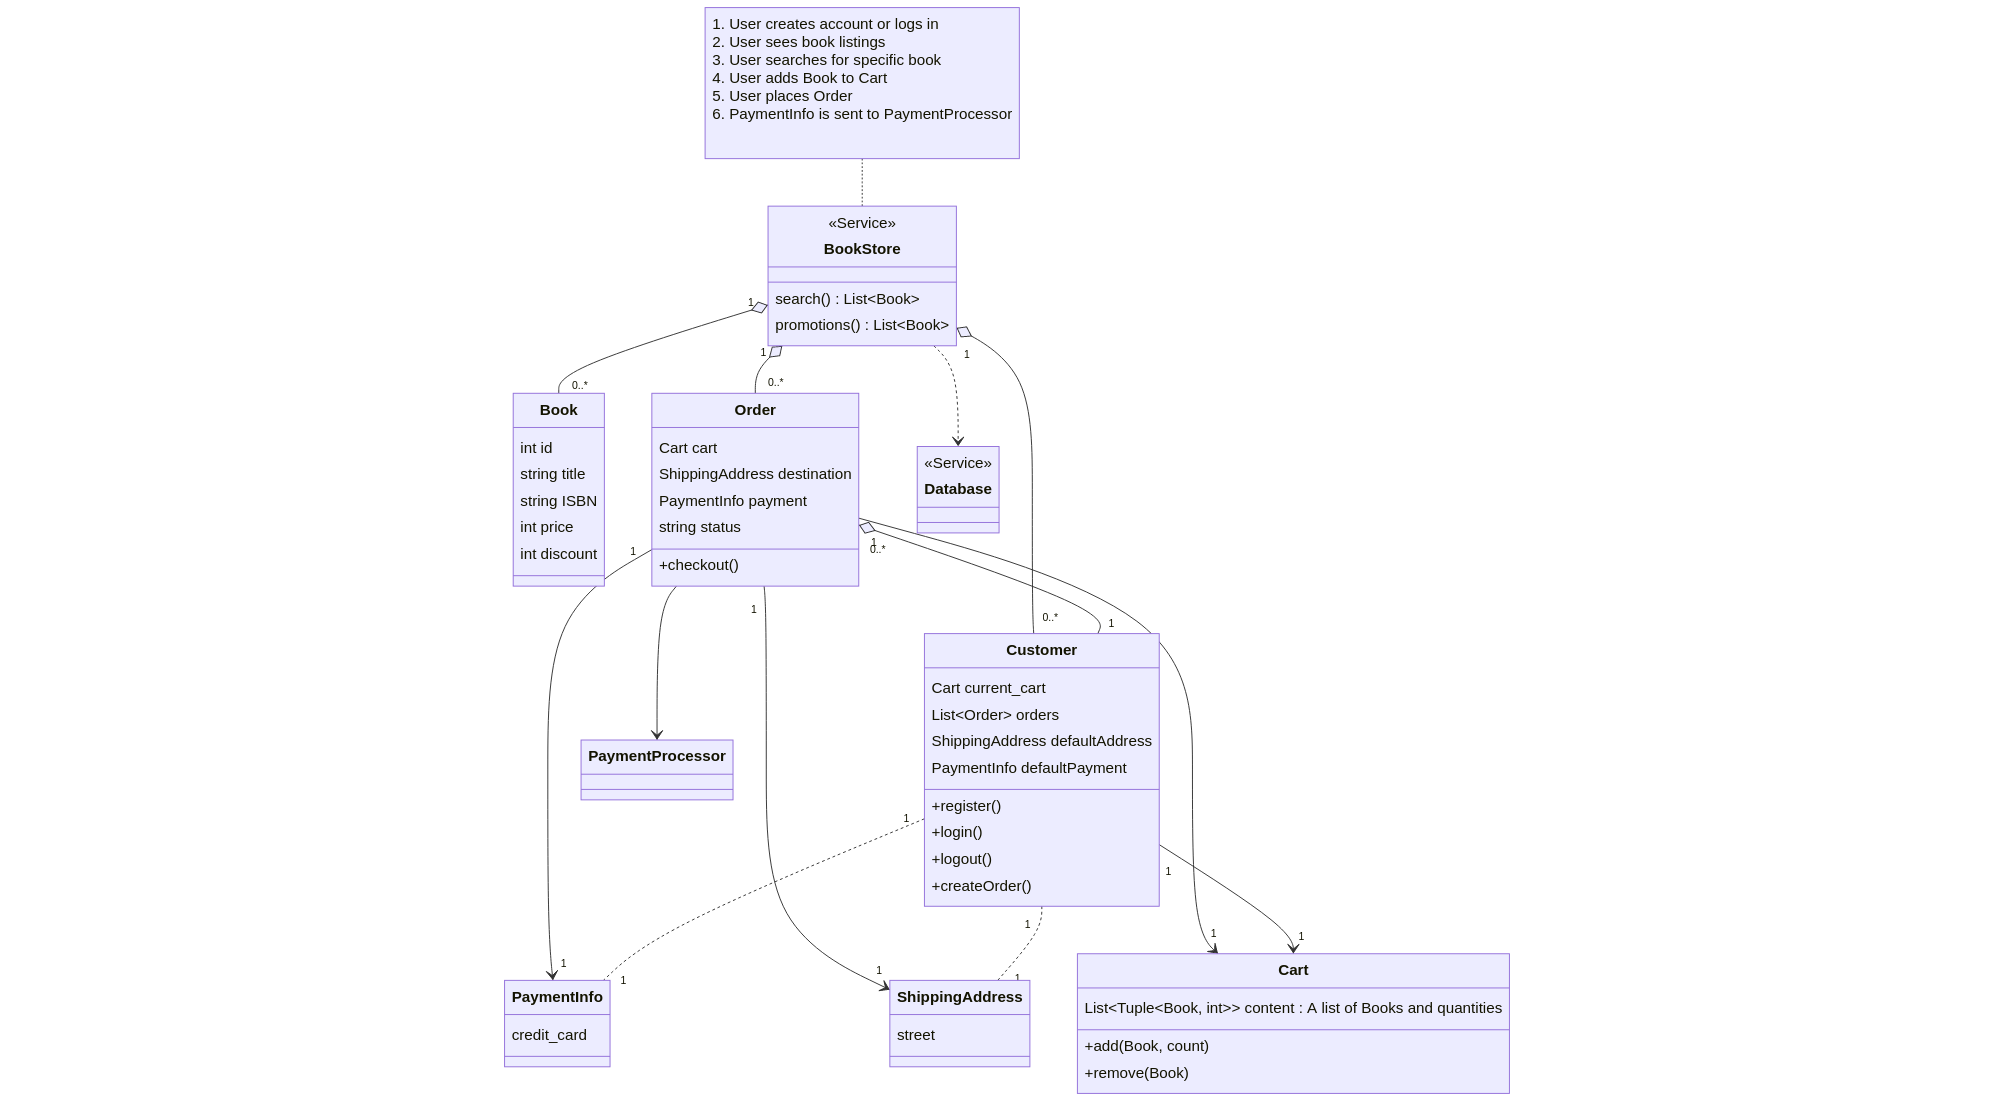 1. User creates account or logs in
2. User sees book listings
3. User searches for specific book
4. User adds Book to Cart
5. User places Order
6. PaymentInfo is sent to PaymentProcessor
«Service»
BookStore
search() : List<Book>
promotions() : List<Book>
1
1
1
0..*
0..*
Book
int id
string title
string ISBN
int price
int discount
Order
Cart cart
ShippingAddress destination
PaymentInfo payment
string status
+checkout()
«Service»
Database
1
0..*
1
1
0..*
1
Customer
Cart current_cart
List<Order> orders
ShippingAddress defaultAddress
PaymentInfo defaultPayment
+register()
+login()
+logout()
+createOrder()
PaymentProcessor
1
1
1
1
1
1
1
1
1
PaymentInfo
credit_card
ShippingAddress
street
Cart
List<Tuple<Book, int>> content : A list of Books and quantities
+add(Book, count)
+remove(Book)